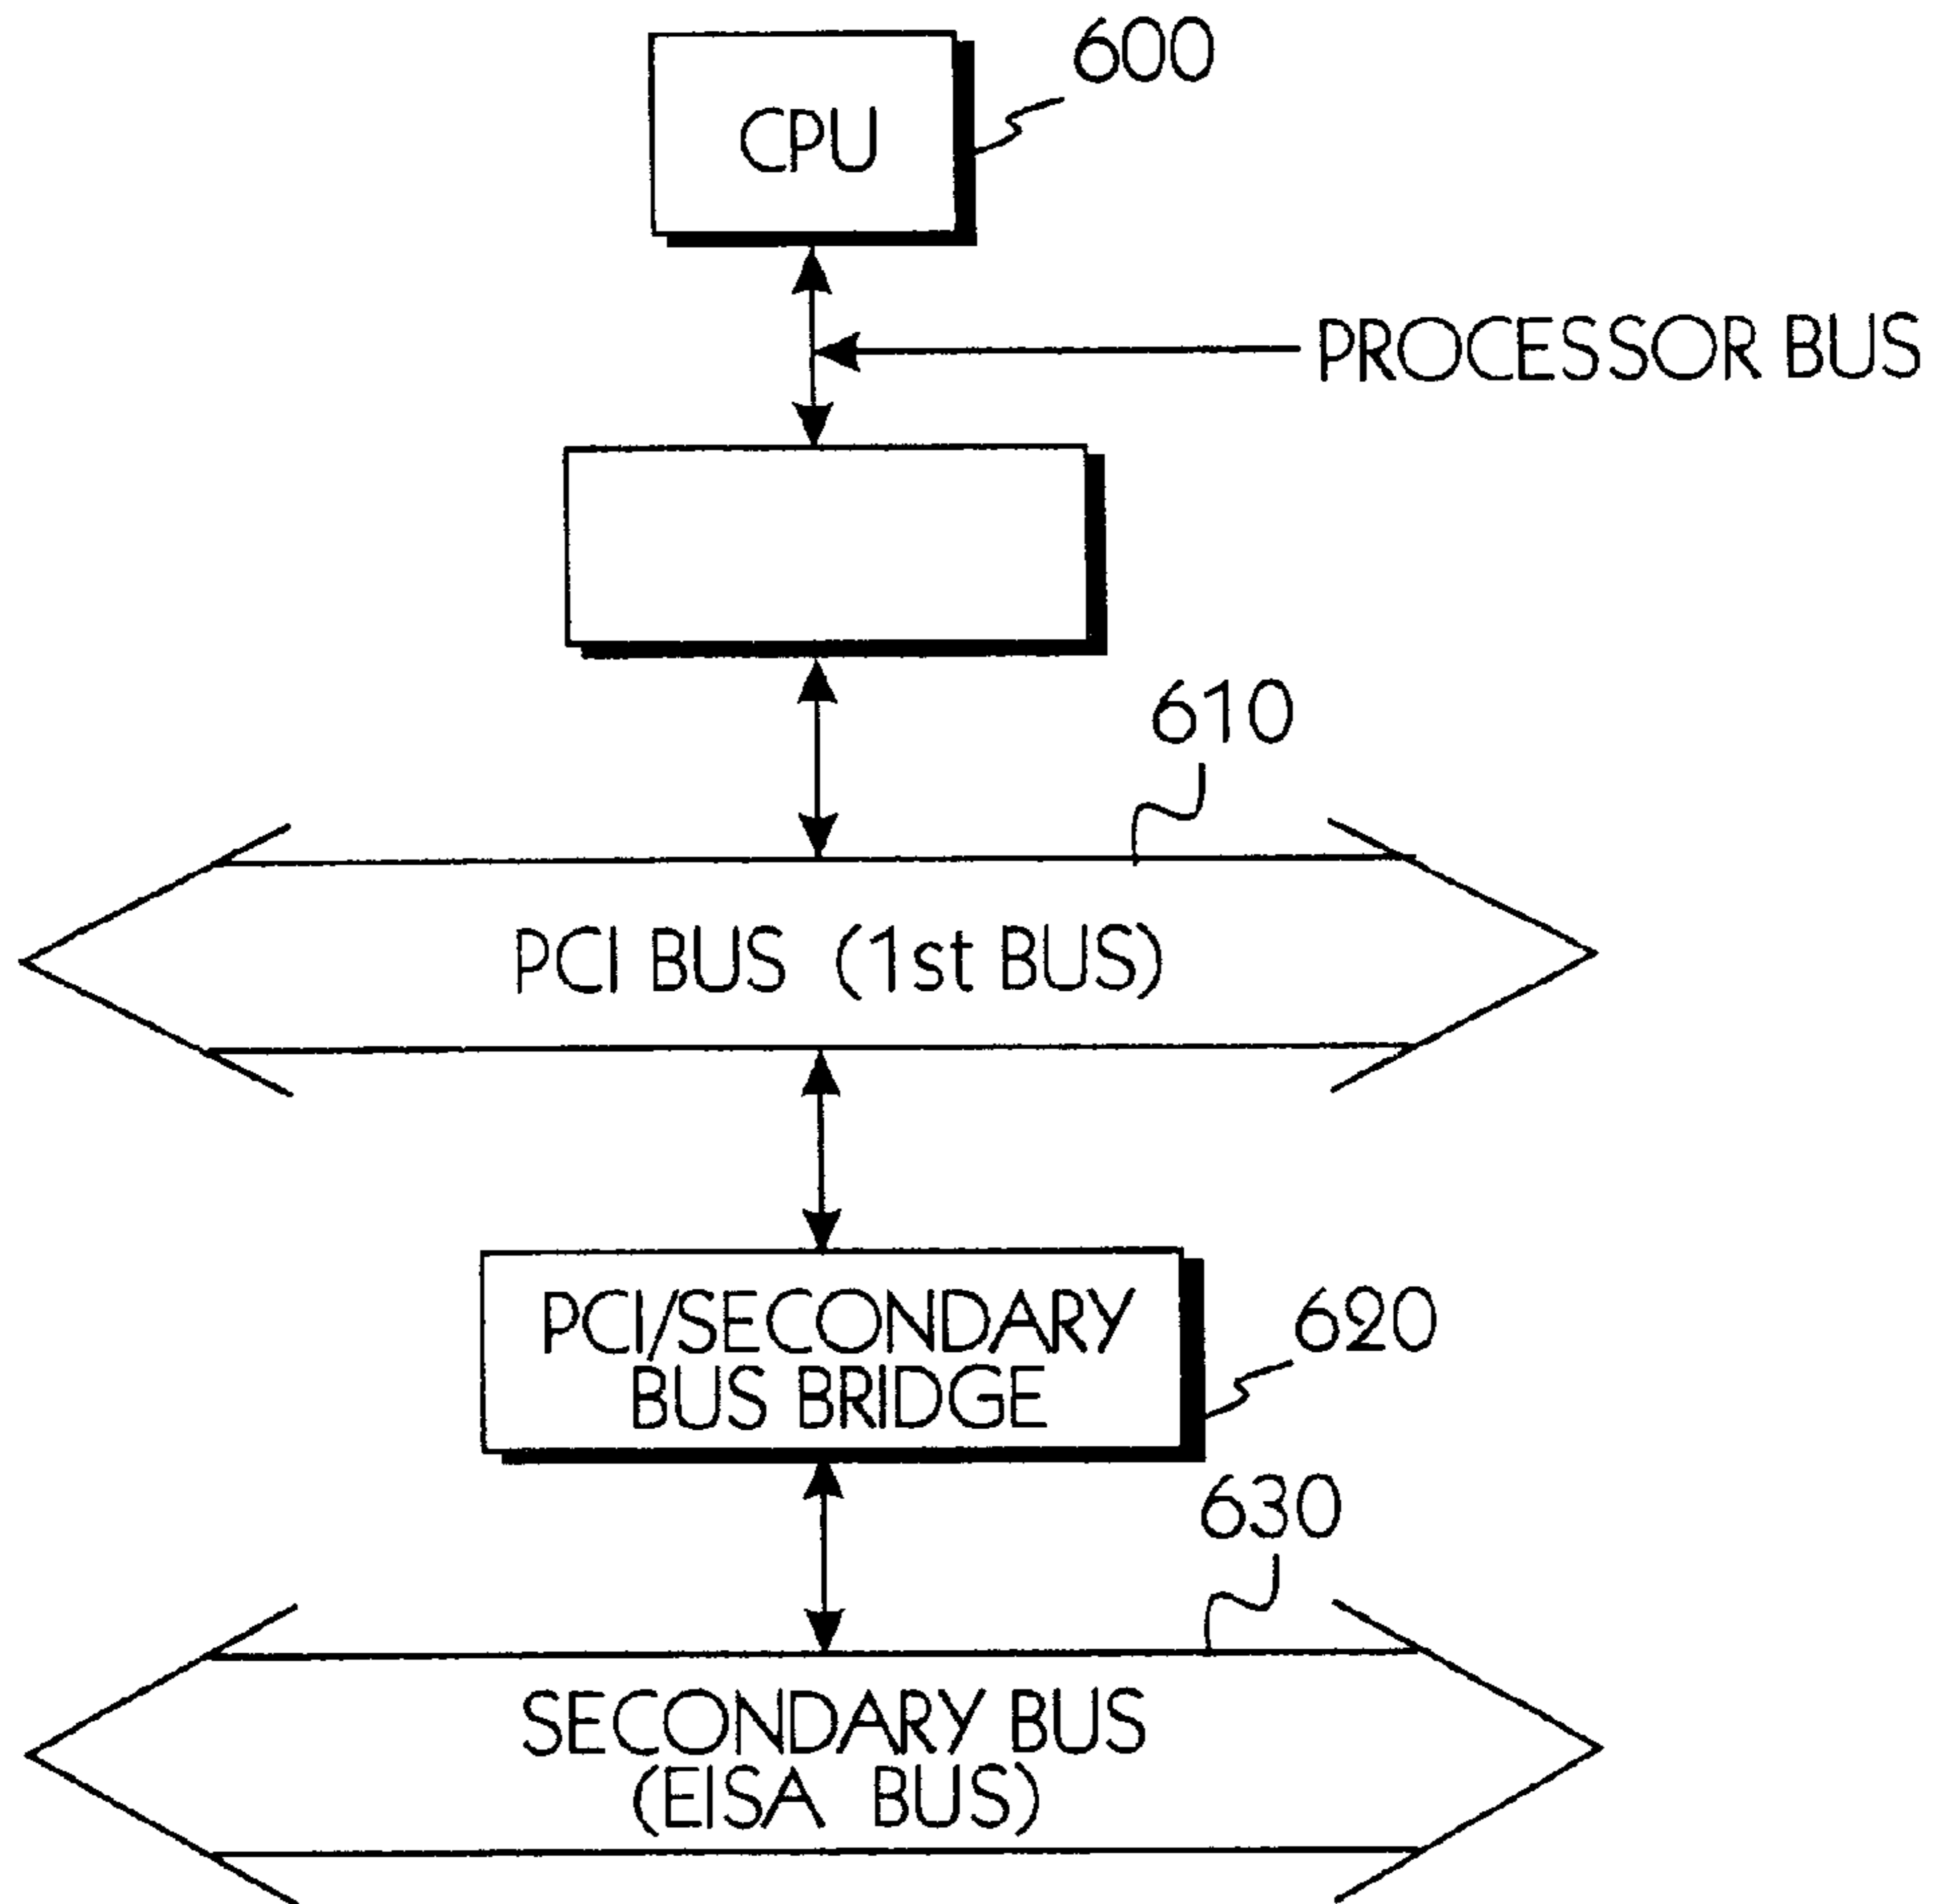 600
CPU
PROCESSOR BUS
610
PCI BUS (1st BUS)
PCI/SECONDARY
BUS BRIDGE
620
630
SECONDARY BUS
(EISA BUS)